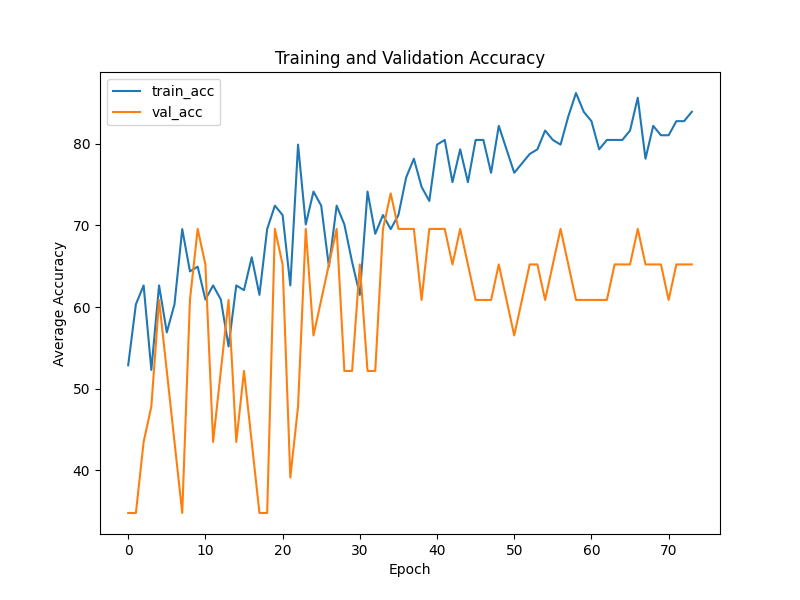 Training and Validation Accuracy
train_acc
val_acc
80
70
60
50
40
Average Accuracy
0 10 20 30 40 50 60 70
Epoch